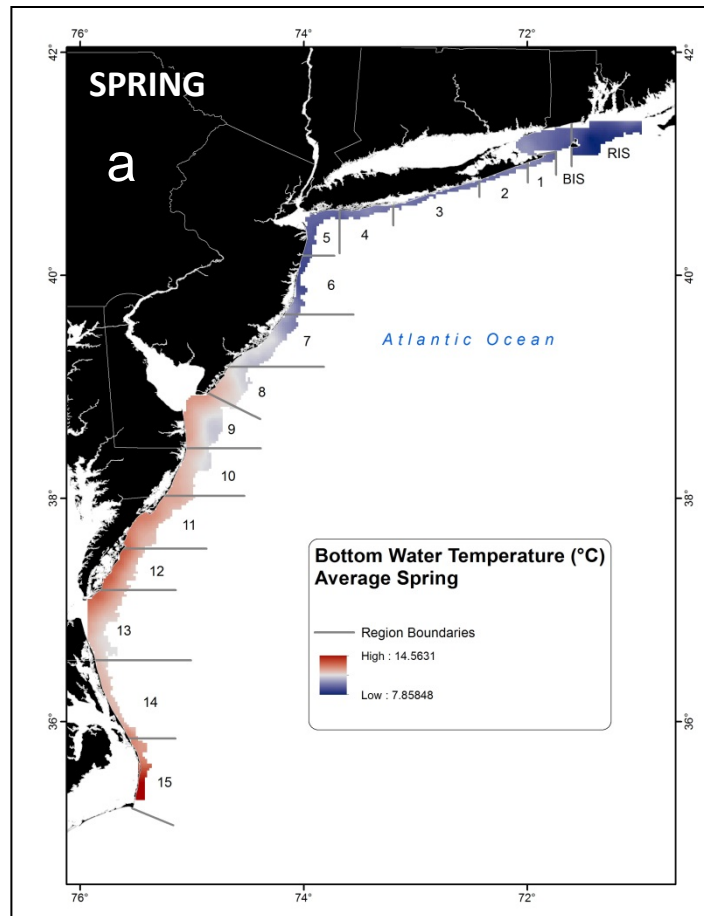 76° 74° 72°
42° 42°
SPRING
a
RIS
BIS
1
2
3
4
5
40° 40°
6
7
Atlantic Ocean
8
9
10
38° 38°
11
12
13
14
15
36° 36°
Bottom Water Temperature (°C)
Average Spring
Region Boundaries
High : 14.5631
Low : 7.85848
76° 74° 72°